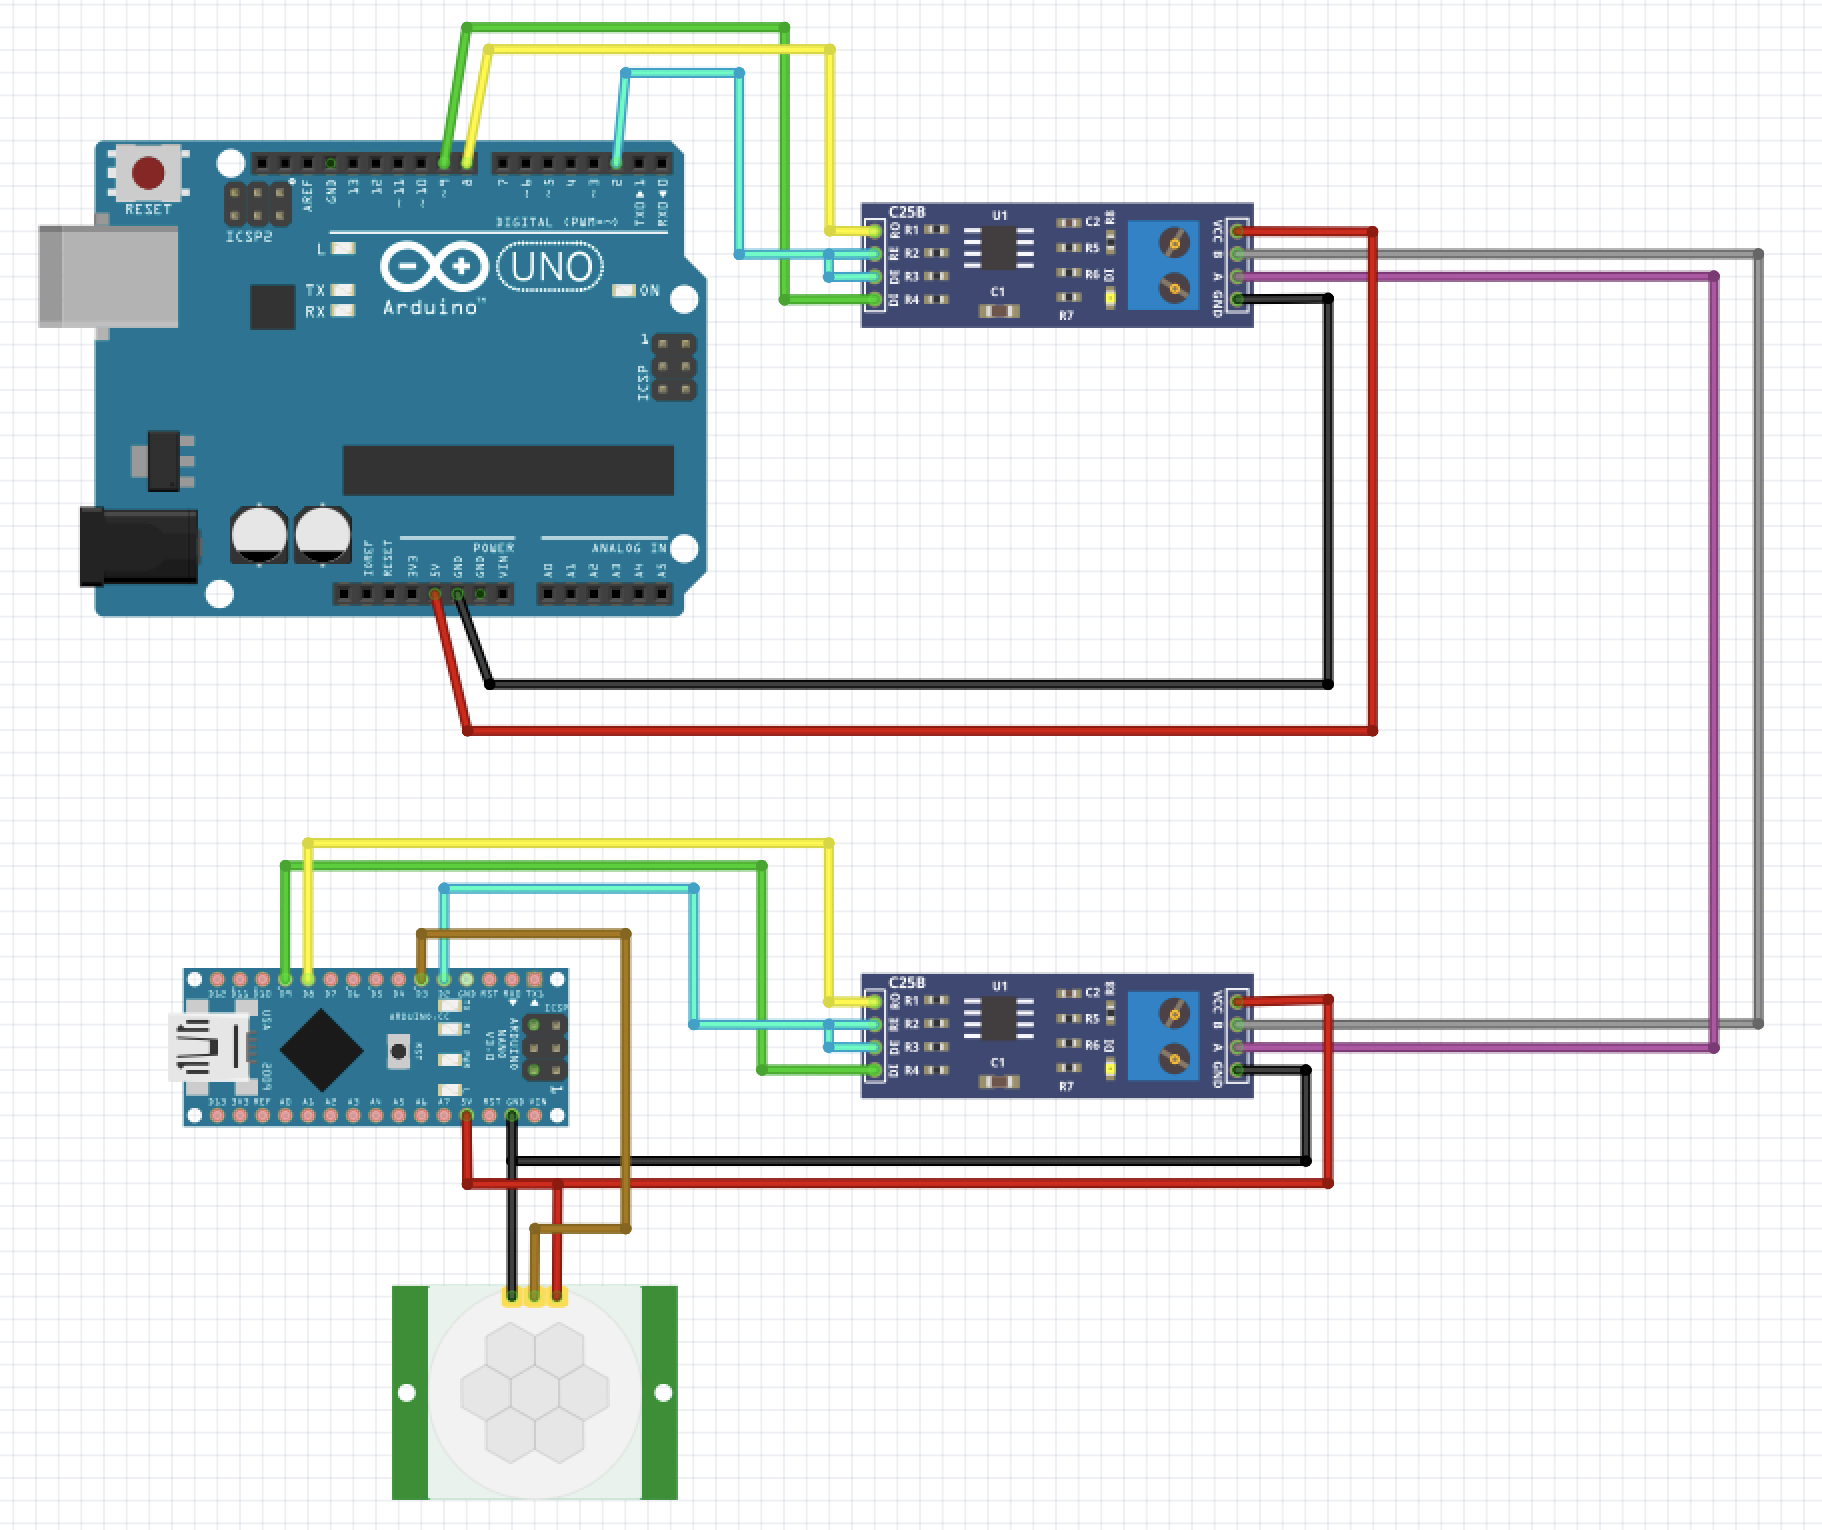 RESET
ICSP2
AREF
GND
13
12
~11
~10
~9
8
7
~6
~5
4
~3
2
TXD▶1
RXD◀0
DIGITAL (PWM=~)
L
TX
RX
UNO
Arduino™
ON
1
ICSP
IOREF
RESET
3V3
5V
GND
GND
VIN
POWER
ANALOG IN
A0
A1
A2
A3
A4
A5
C25B
U1
RO
RE
DE
DI
R1
R2
R3
R4
C1
C2
R5
R6
R7
R8
DI
VCC
B
A
GND
D12
D11
D10
D9
D8
D7
D6
D5
D4
D3
D2
GND
RST
RX0
TX1
USA
2009
ARDUINO.CC
RST
PWR
L
ARDUINO
NANO
V3.0
ICSP
1
D13
3V3
REF
A0
A1
A2
A3
A4
A5
A6
A7
5V
RST
GND
VIN
C25B
U1
RO
RE
DE
DI
R1
R2
R3
R4
C1
C2
R5
R6
R7
R8
DI
VCC
B
A
GND